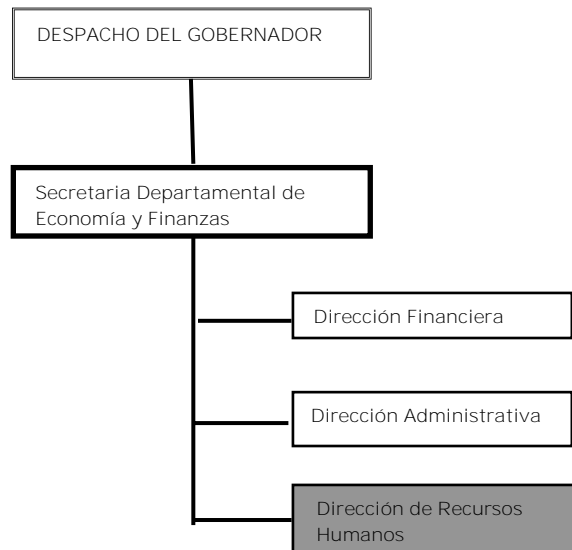 DESPACHO DEL GOBERNADOR
Secretaria Departamental de
Economía y Finanzas
Dirección Financiera
Dirección Administrativa
Dirección de Recursos
Humanos